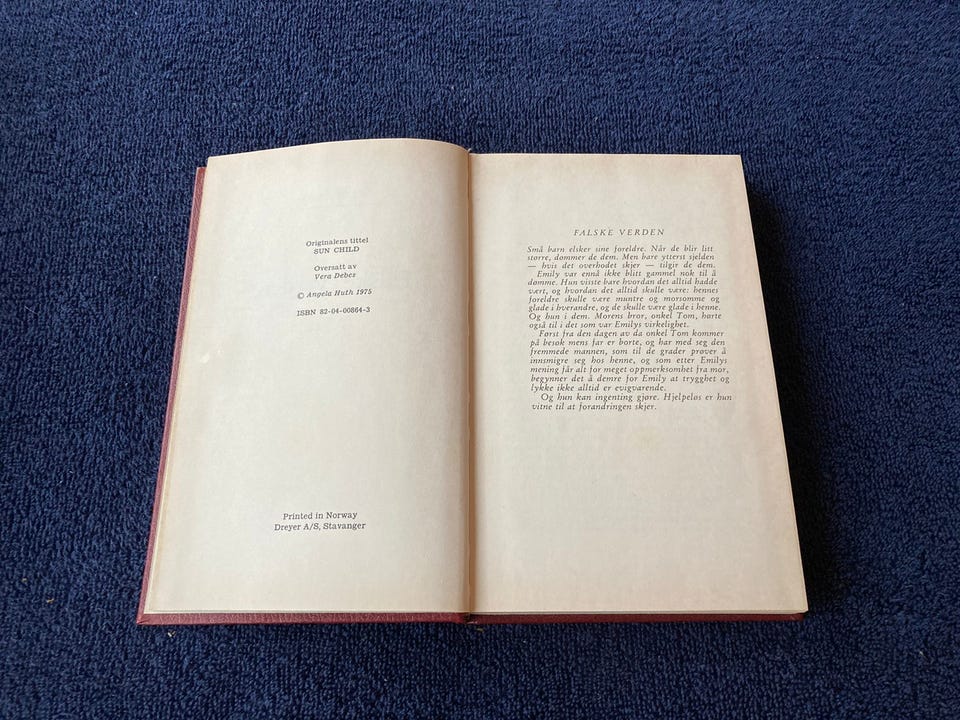 Originalens tittel
SUN CHILD
Oversatt av
Vera Debes
© Angela Huth 1975
ISBN 82-04-00864-3
Printed in Norway
Dreyer A/S, Stavanger
FALSKE VERDEN
Små barn elsker sine foreldre. Når de blir litt
større, dømmer de dem. Men bare ytterst sjelden
— hvis det overhodet skjer — tilgir de dem.
Emily var ennå ikke blitt gammel nok til å
dømme. Hun visste bare hvordan det alltid hadde
vært, og hvordan det alltid skulle være: hennes
foreldre skulle være muntre og morsomme og
glade i hverandre, og de skulle være glade i henne.
Og hun i dem. Morens bror, onkel Tom, hørte
også til i det som var Emilys virkelighet.
Først fra den dagen av da onkel Tom kommer
på besøk mens far er borte, og har med seg den
fremmede mannen, som til de grader prøver å
innsmigre seg hos henne, og som etter Emilys
mening får alt for meget oppmerksomhet fra mor,
begynner det å demre for Emily at trygghet og
lykke ikke alltid er evigvarende.
Og hun kan ingenting gjøre. Hjelpeløs er hun
vitne til at forandringen skjer.